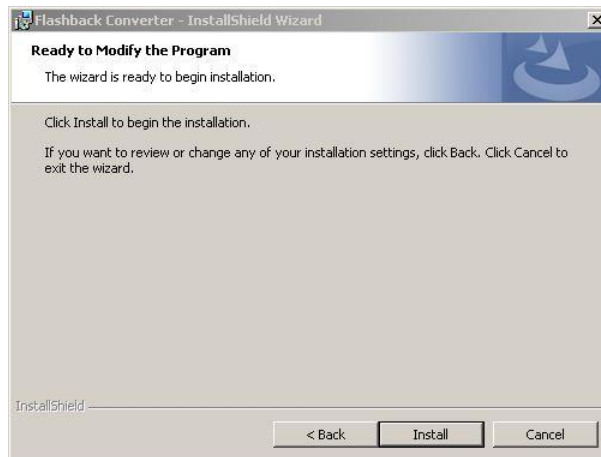 Flashback Converter - InstallShield Wizard
Ready to Modify the Program
The wizard is ready to begin installation.
Click Install to begin the installation.
If you want to review or change any of your installation settings, click Back. Click Cancel to
exit the wizard.
InstallShield
< Back Install Cancel